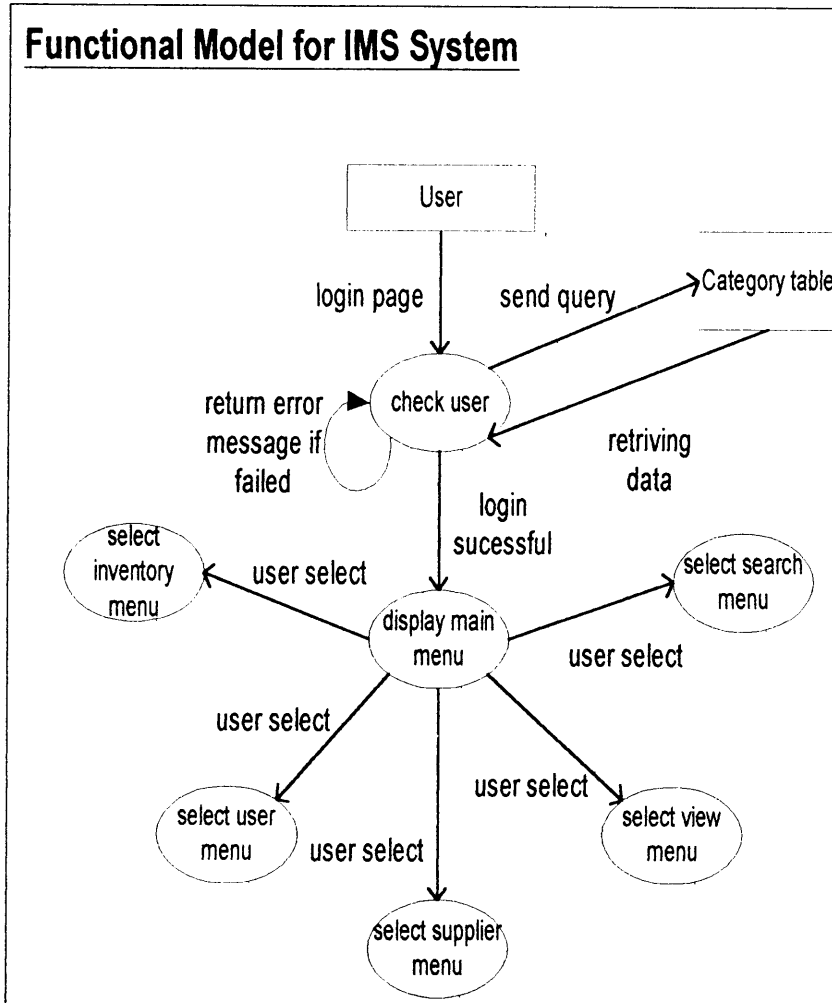 Functional Model for IMS System
User
login page
send query
Category table
check user
return error
message if
failed
retriving
data
login
sucessful
select
inventory
menu
user select
display main
menu
select search
menu
user select
user select
select user
menu
user select
select supplier
menu
user select
select view
menu